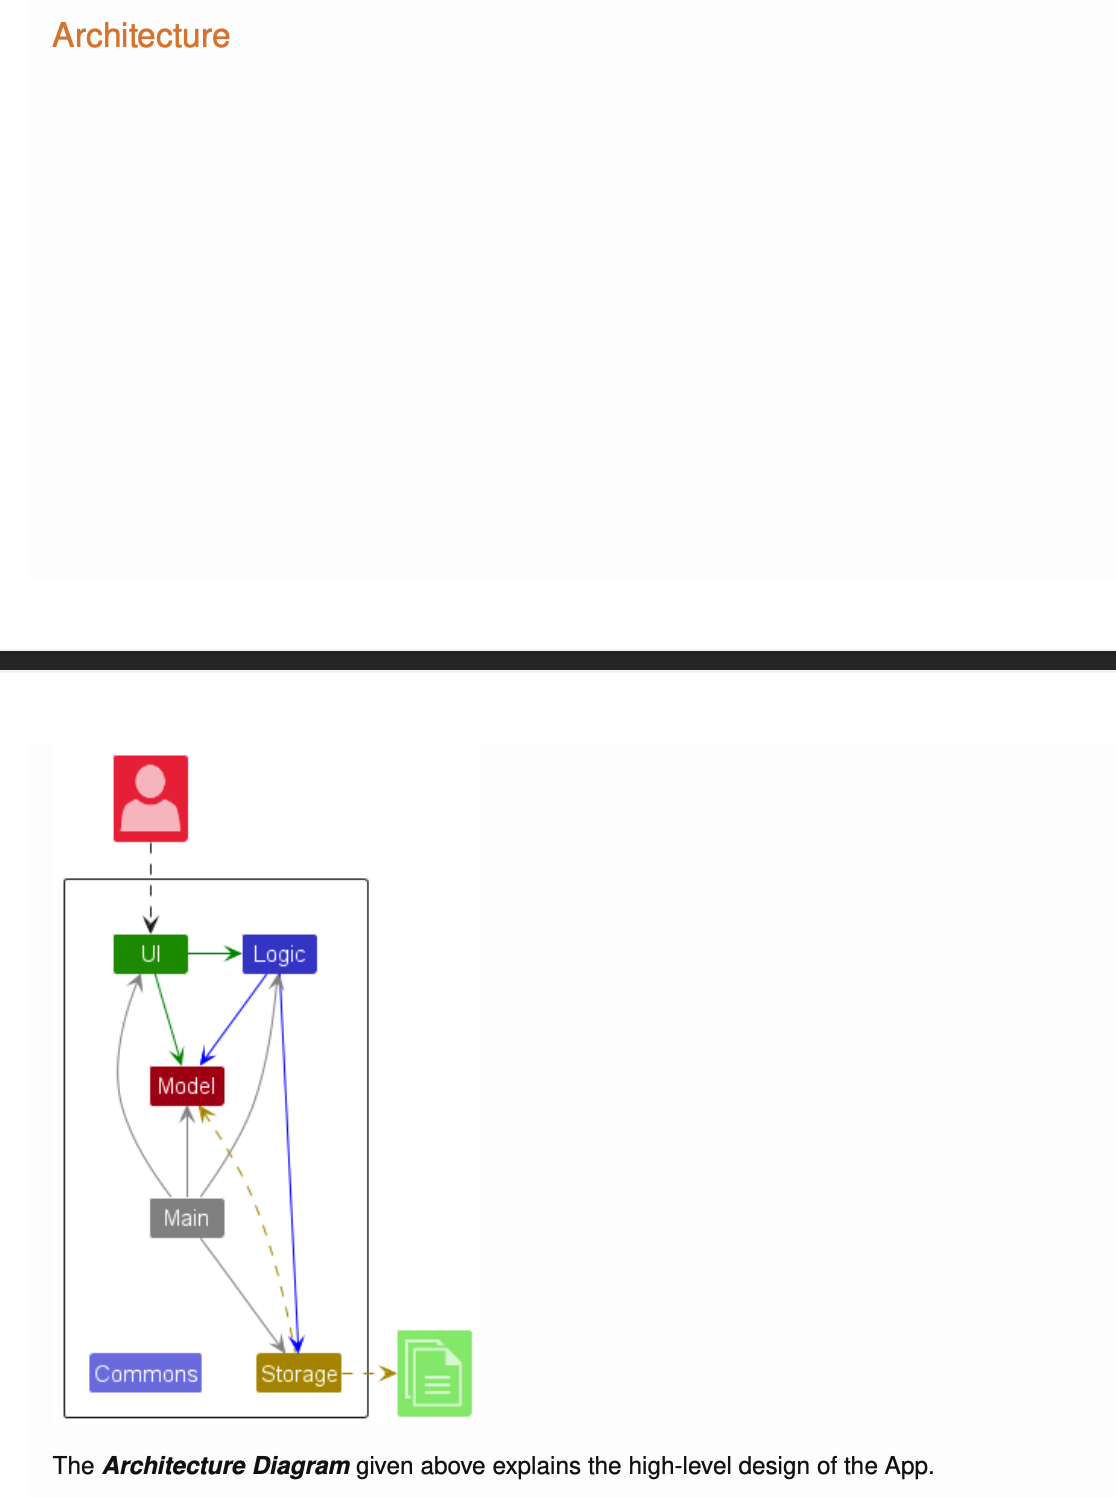 Architecture
UI
Logic
Model
Main
Commons
Storage
The Architecture Diagram given above explains the high-level design of the App.